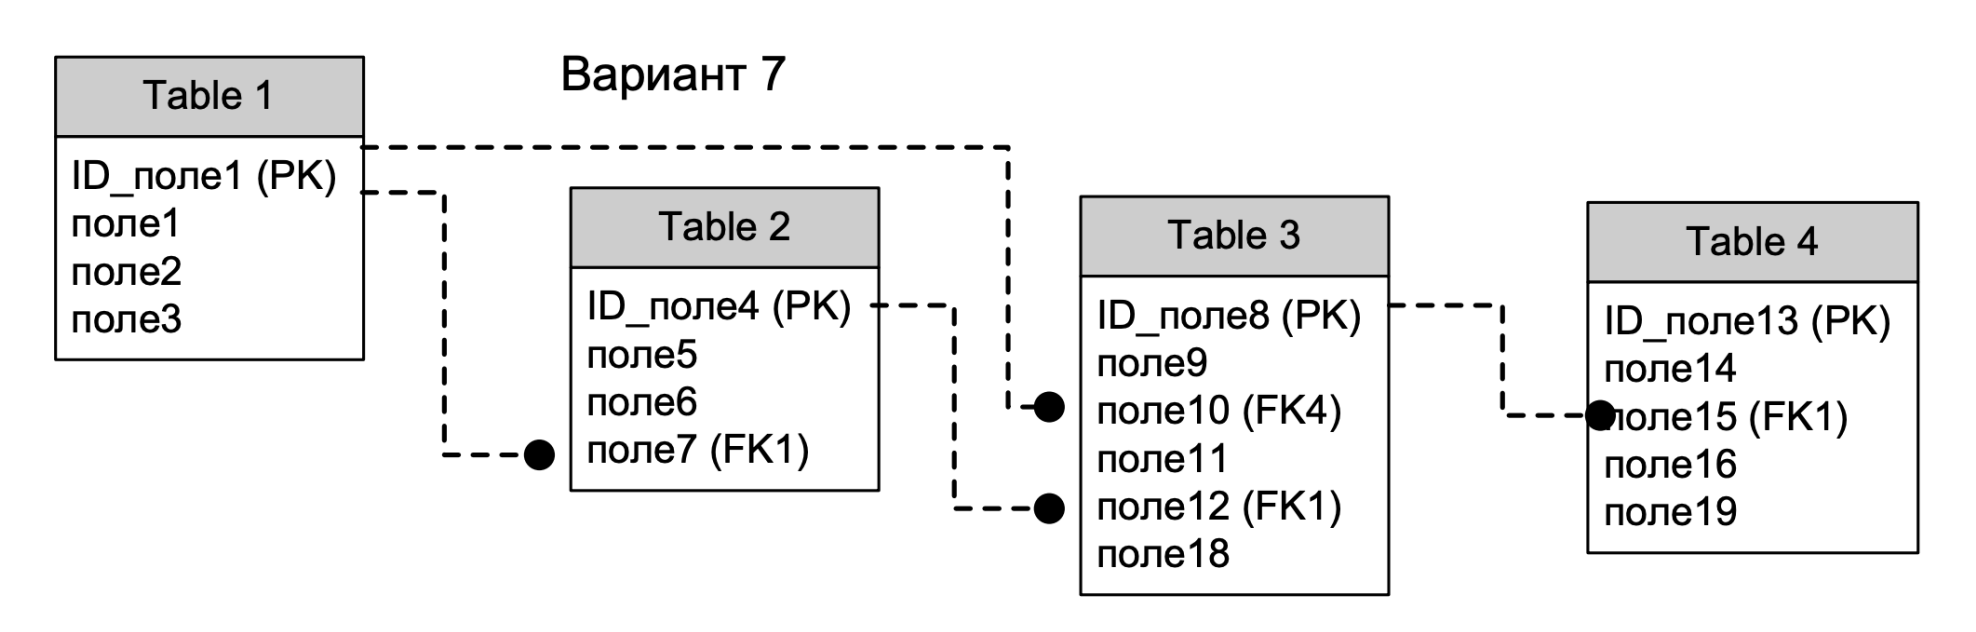 Вариант 7
Table 1
ID_поле1 (PK)
поле1
поле2
поле3
Table 2
ID_поле4 (PK)
поле5
поле6
поле7 (FK1)
Table 3
ID_поле8 (PK)
поле9
поле10 (FK4)
поле11
поле12 (FK1)
поле18
Table 4
ID_поле13 (PK)
поле14
поле15 (FK1)
поле16
поле19